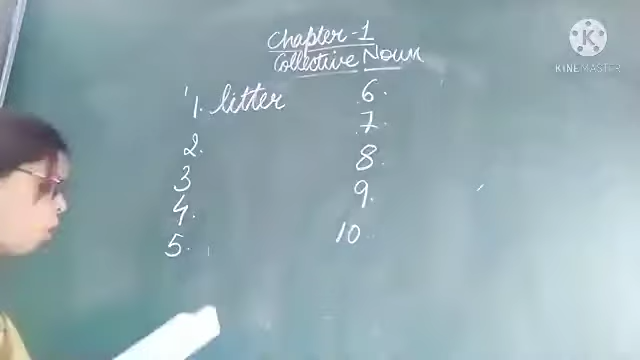 Chapter-1
Collective Noun
1. litter
2.
3
4.
5.
6.
7.
8
9.
10
K
KINEMASTER